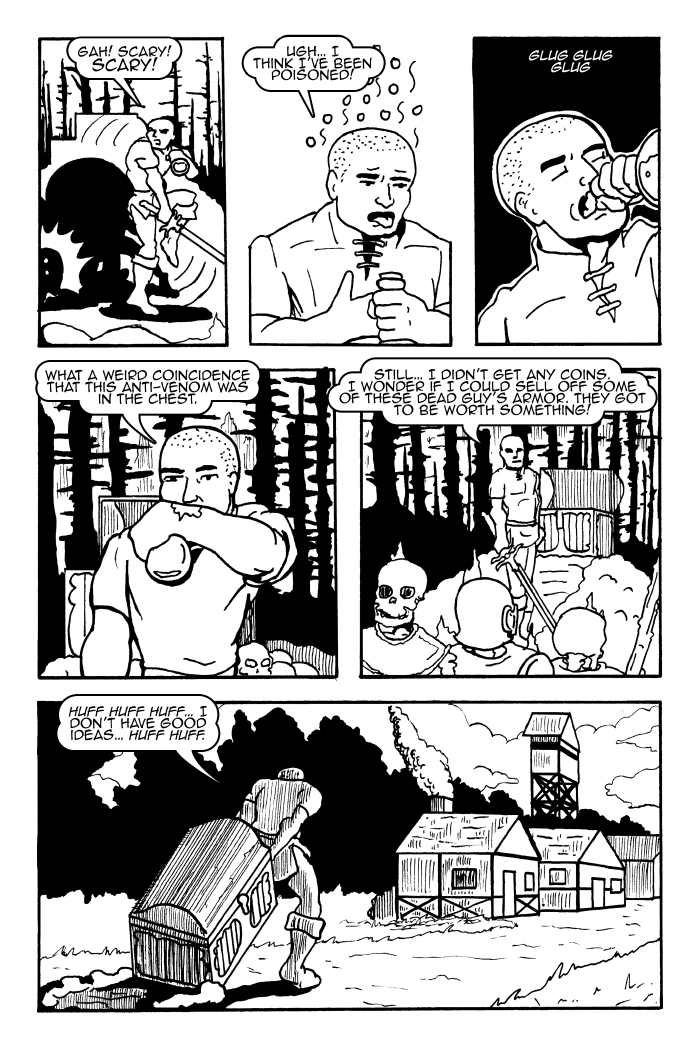 GAH! SCARY!
SCARY!
UGH... I
THINK I'VE BEEN
POISONED!
GLUG GLUG
GLUG
WHAT A WEIRD COINCIDENCE
THAT THIS ANTI-VENOM WAS
IN THE CHEST.
STILL... I DIDN'T GET ANY COINS.
I WONDER IF I COULD SELL OFF SOME
OF THESE DEAD GUY'S ARMOR. THEY GOT
TO BE WORTH SOMETHING!
HUFF HUFF HUFF... I
DON'T HAVE GOOD
IDEAS... HUFF HUFF.